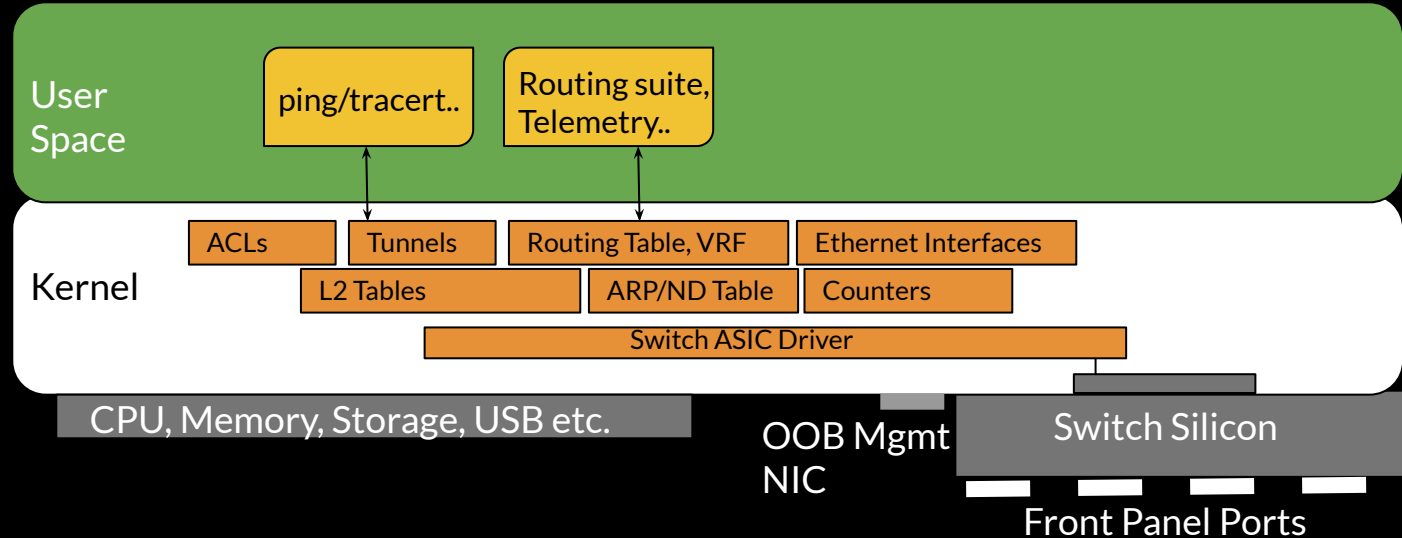 User
Space
ping/tracert..
Routing suite,
Telemetry..
Kernel
ACLs
Tunnels
Routing Table, VRF
Ethernet Interfaces
L2 Tables
ARP/ND Table
Counters
Switch ASIC Driver
CPU, Memory, Storage, USB etc.
OOB Mgmt
NIC
Switch Silicon
Front Panel Ports